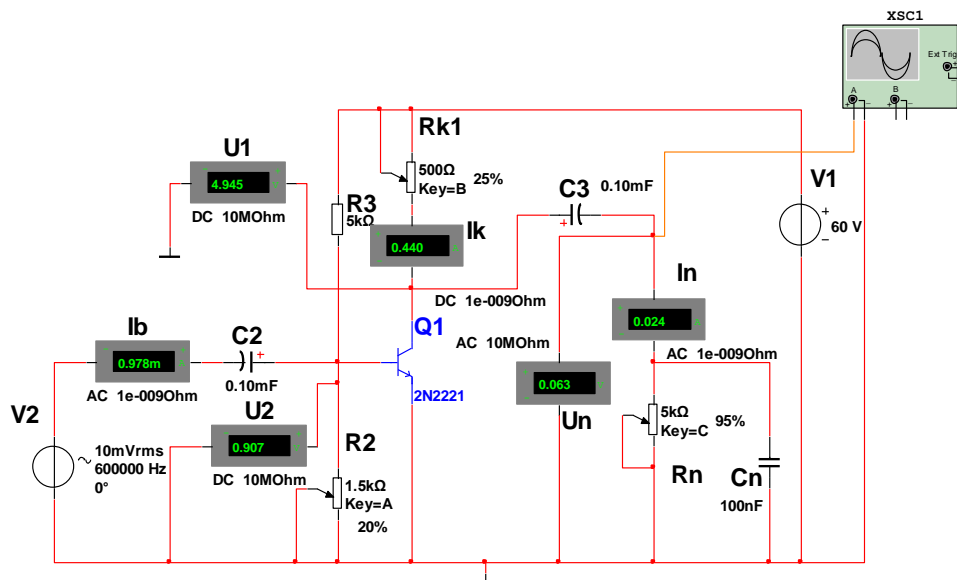 XSC1
Ext Trig
+
A
B
+
−
+
−
Rk1
500Ω
Key=B
25%
U1
4.945
DC 10MOhm
R3
5kΩ
Ik
0.440
A
DC 1e-009Ohm
C3
0.10mF
+
V1
+
60 V
−
In
0.024
AC 1e-009Ohm
Q1
2N2221
Ib
0.978m
AC 1e-009Ohm
C2
+
0.10mF
AC 10MOhm
0.063
Un
V2
10mVrms
600000 Hz
0°
U2
0.907
DC 10MOhm
R2
1.5kΩ
Key=A
20%
5kΩ
Key=C
95%
Rn
Cn
100nF